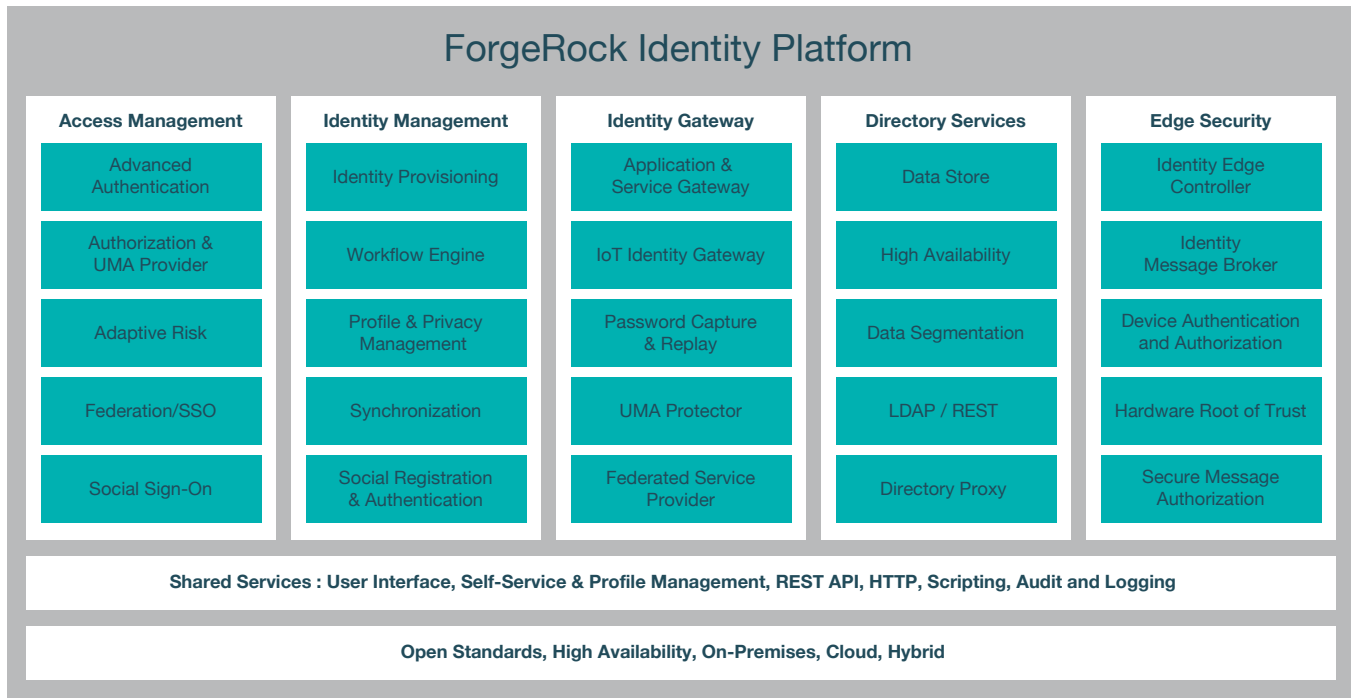 ForgeRock Identity Platform
Access Management
Advanced
Authentication
Authorization &
UMA Provider
Adaptive Risk
Federation/SSO
Social Sign-On
Identity Management
Identity Provisioning
Workflow Engine
Profile & Privacy
Management
Synchronization
Social Registration
& Authentication
Identity Gateway
Application &
Service Gateway
IoT Identity Gateway
Password Capture
& Replay
UMA Protector
Federated Service
Provider
Directory Services
Data Store
High Availability
Data Segmentation
LDAP / REST
Directory Proxy
Edge Security
Identity Edge
Controller
Identity
Message Broker
Device Authentication
and Authorization
Hardware Root of Trust
Secure Message
Authorization
Shared Services : User Interface, Self-Service & Profile Management, REST API, HTTP, Scripting, Audit and Logging
Open Standards, High Availability, On-Premises, Cloud, Hybrid